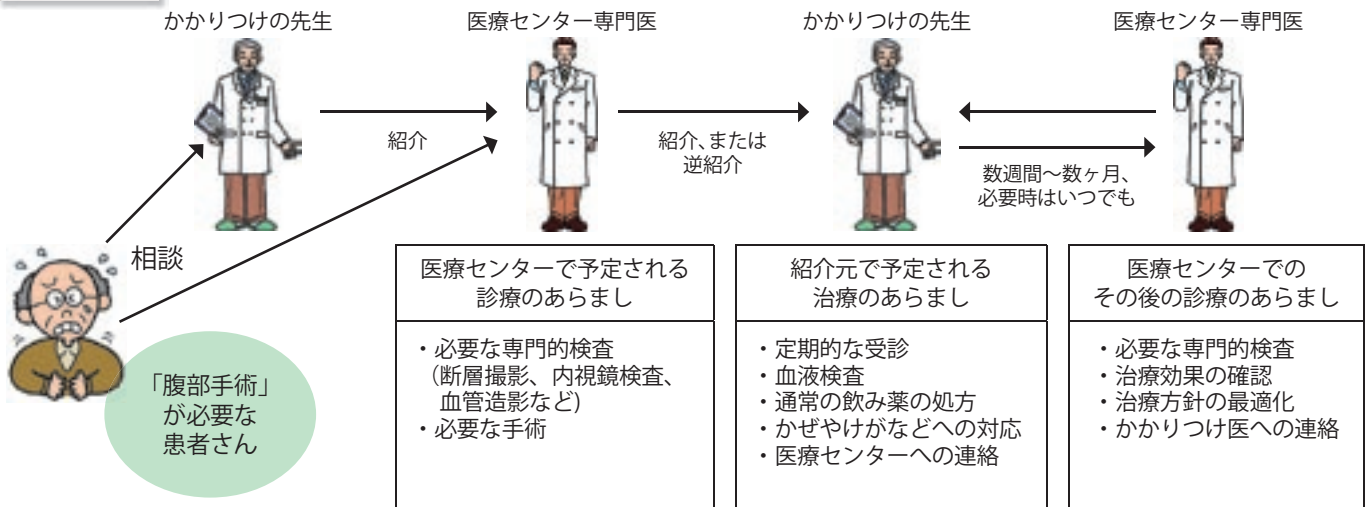 かかりつけの先生
医療センター専門医
かかりつけの先生
医療センター専門医
紹介
紹介、または
逆紹介
数週間～数ヶ月、
必要時はいつでも
相談
「腹部手術」
が必要な
患者さん
医療センターで予定される
診療のあらまし
・必要な専門的検査
（断層撮影、内視鏡検査、
血管造影など)
・必要な手術
紹介元で予定される
治療のあらまし
・定期的な受診
・血液検査
・通常の飲み薬の処方
・かぜやけがなどへの対応
・医療センターへの連絡
医療センターでの
その後の診療のあらまし
・必要な専門的検査
・治療効果の確認
・治療方針の最適化
・かかりつけ医への連絡